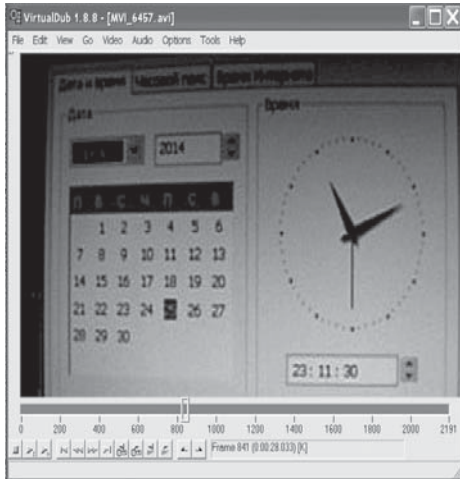 VirtualDub 1.8.8 - [MVI_6457.avi]
File Edit View Go Video Audio Options Tools Help
Дата и время Часовой пояс Время Интернета
Дата
Время
2014
П В С Ч П С В
1 2 3 4 5 6
7 8 9 10 11 12 13
14 15 16 17 18 19 20
21 22 23 24 25 26 27
28 29 30
23:11:30
0 200 400 600 800 1000 1200 1400 1600 1800 2000 2191
Frame 841 (0:00:28.033) [K]